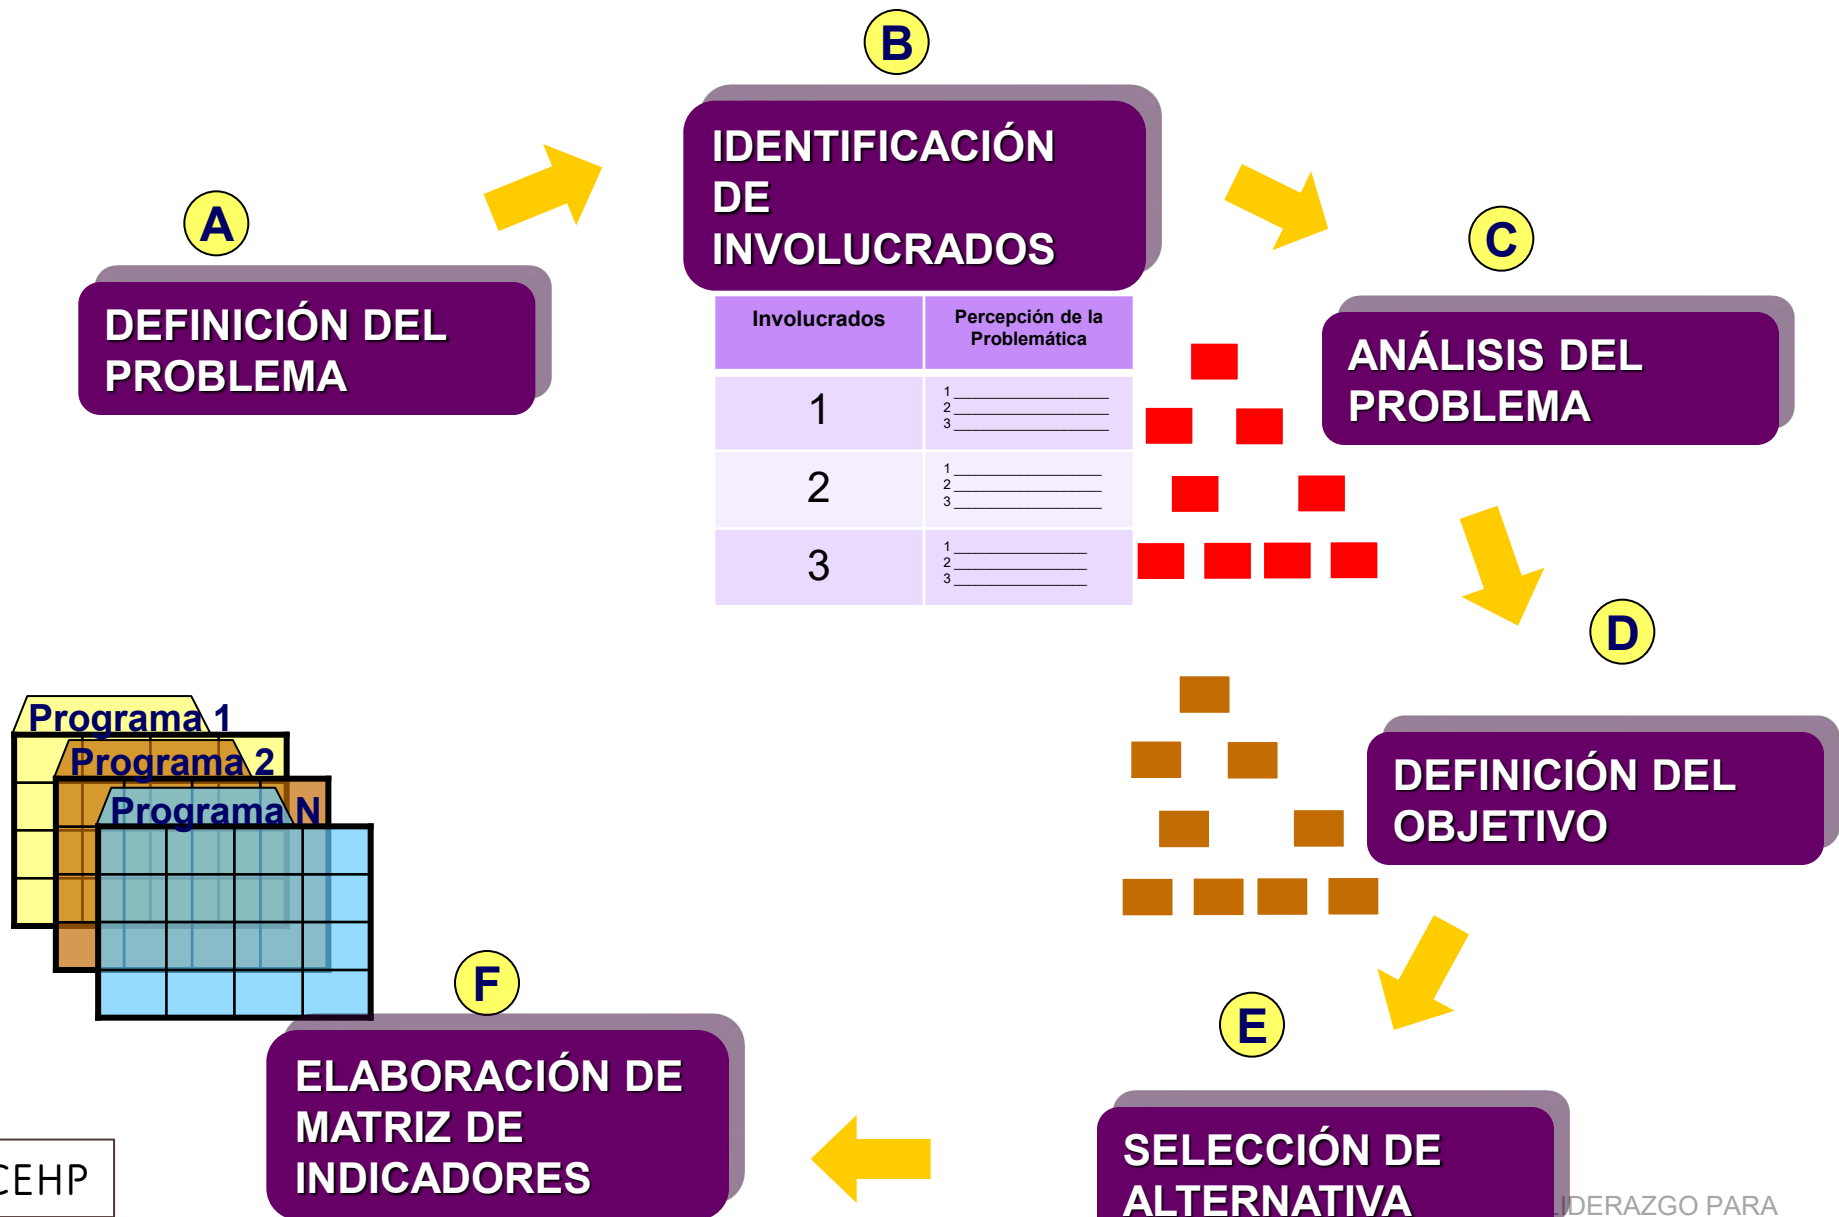 B
IDENTIFICACIÓN
DE
INVOLUCRADOS
A
DEFINICIÓN DEL
PROBLEMA
C
ANÁLISIS DEL
PROBLEMA
Involucrados
Percepción de la
Problemática
1
1
2
3
2
1
2
3
3
1
2
3
D
DEFINICIÓN DEL
OBJETIVO
Programa 1
Programa 2
Programa N
F
ELABORACIÓN DE
MATRIZ DE
INDICADORES
E
SELECCIÓN DE
ALTERNATIVA
CEHP
LIDERAZGO PARA